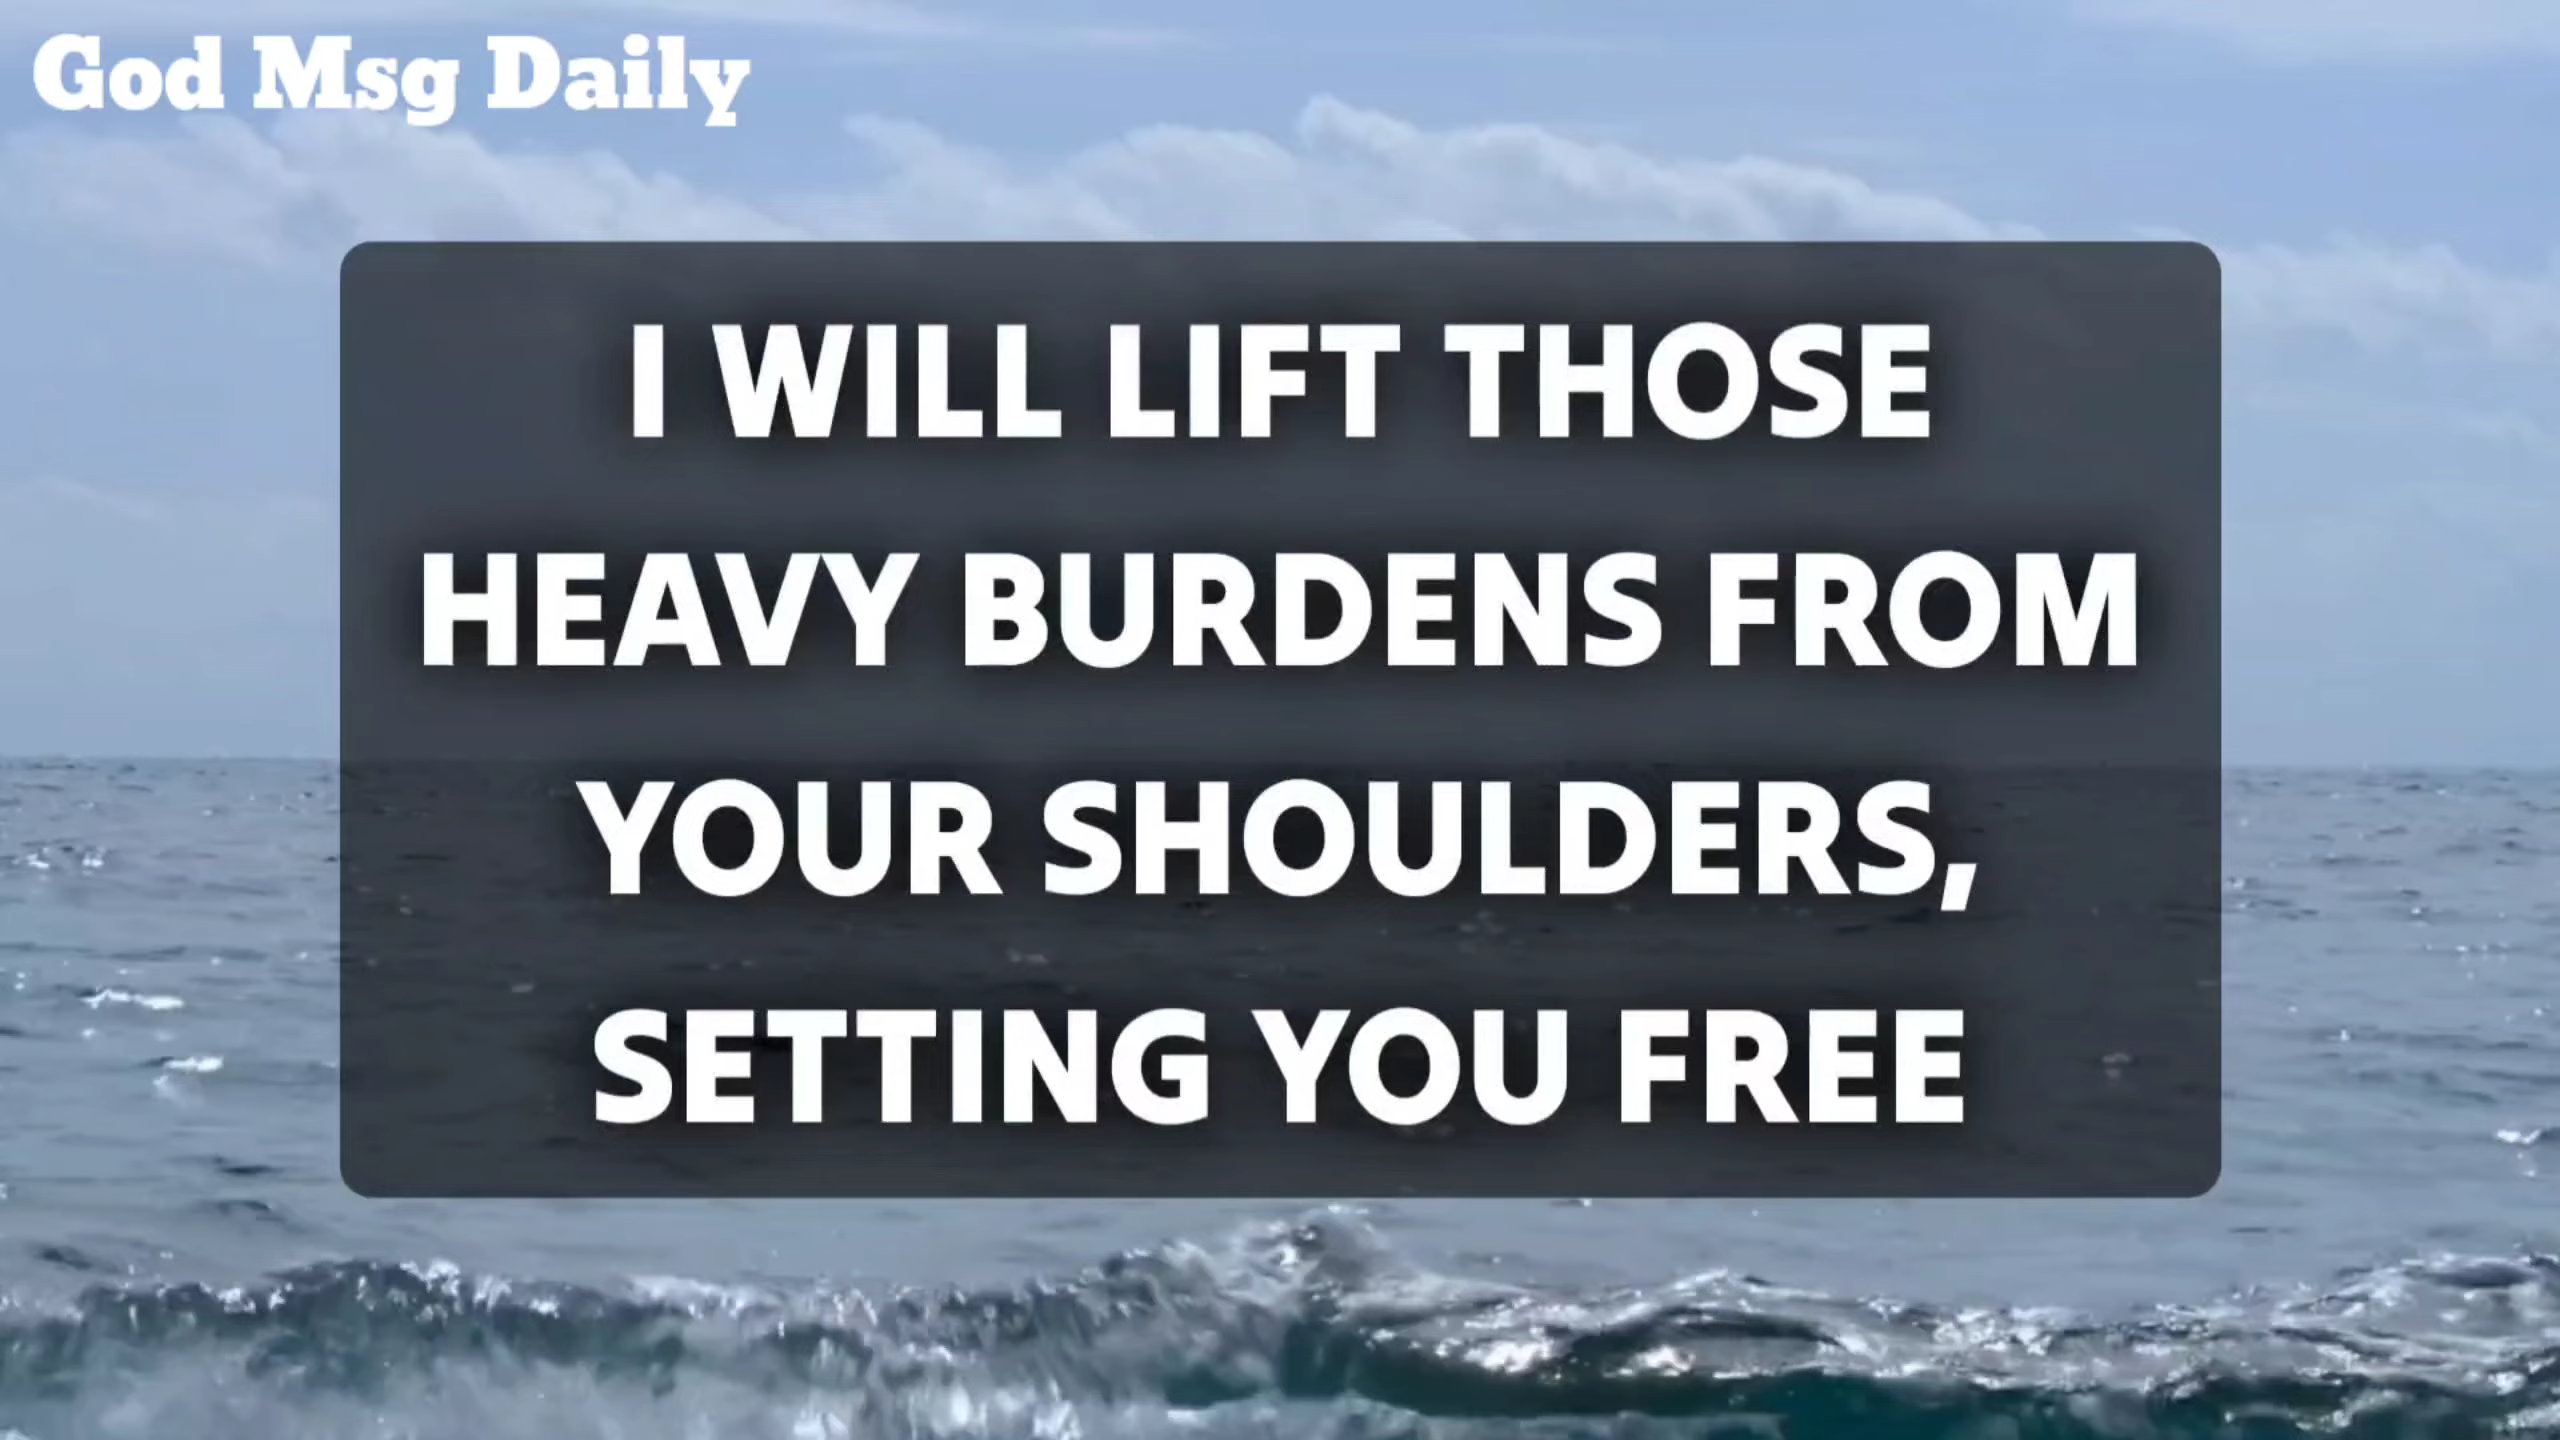 God Msg Daily
I WILL LIFT THOSE
HEAVY BURDENS FROM
YOUR SHOULDERS,
SETTING YOU FREE